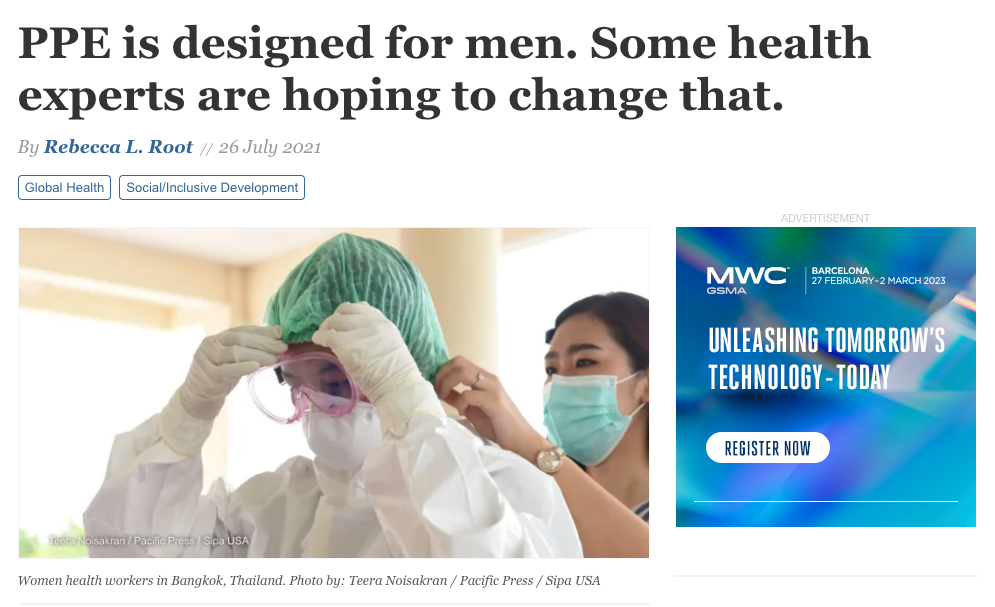 PPE is designed for men. Some health
experts are hoping to change that.
By Rebecca L. Root // 26 July 2021
Global Health
Social/Inclusive Development
Teera Noisakran / Pacific Press / Sipa USA
Women health workers in Bangkok, Thailand. Photo by: Teera Noisakran / Pacific Press / Sipa USA
ADVERTISEMENT
MWC
GSMA
BARCELONA
27 FEBRUARY–2 MARCH 2023
UNLEASHING TOMORROW'S
TECHNOLOGY - TODAY
REGISTER NOW